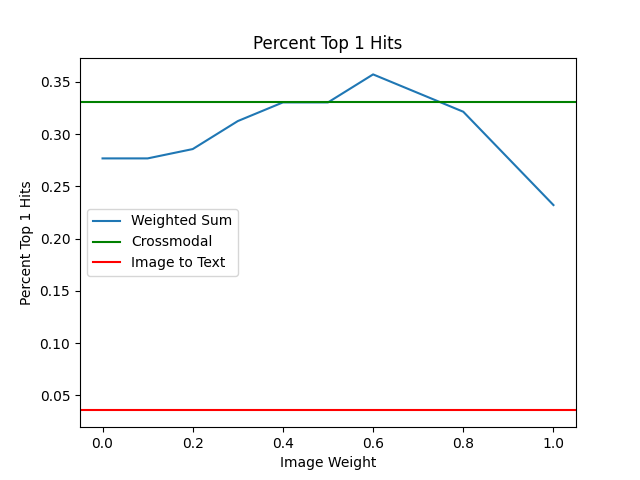 Percent Top 1 Hits
Percent Top 1 Hits
0.35
0.30
0.25
0.20
0.15
0.10
0.05
Weighted Sum
Crossmodal
Image to Text
0.0 0.2 0.4 0.6 0.8 1.0
Image Weight